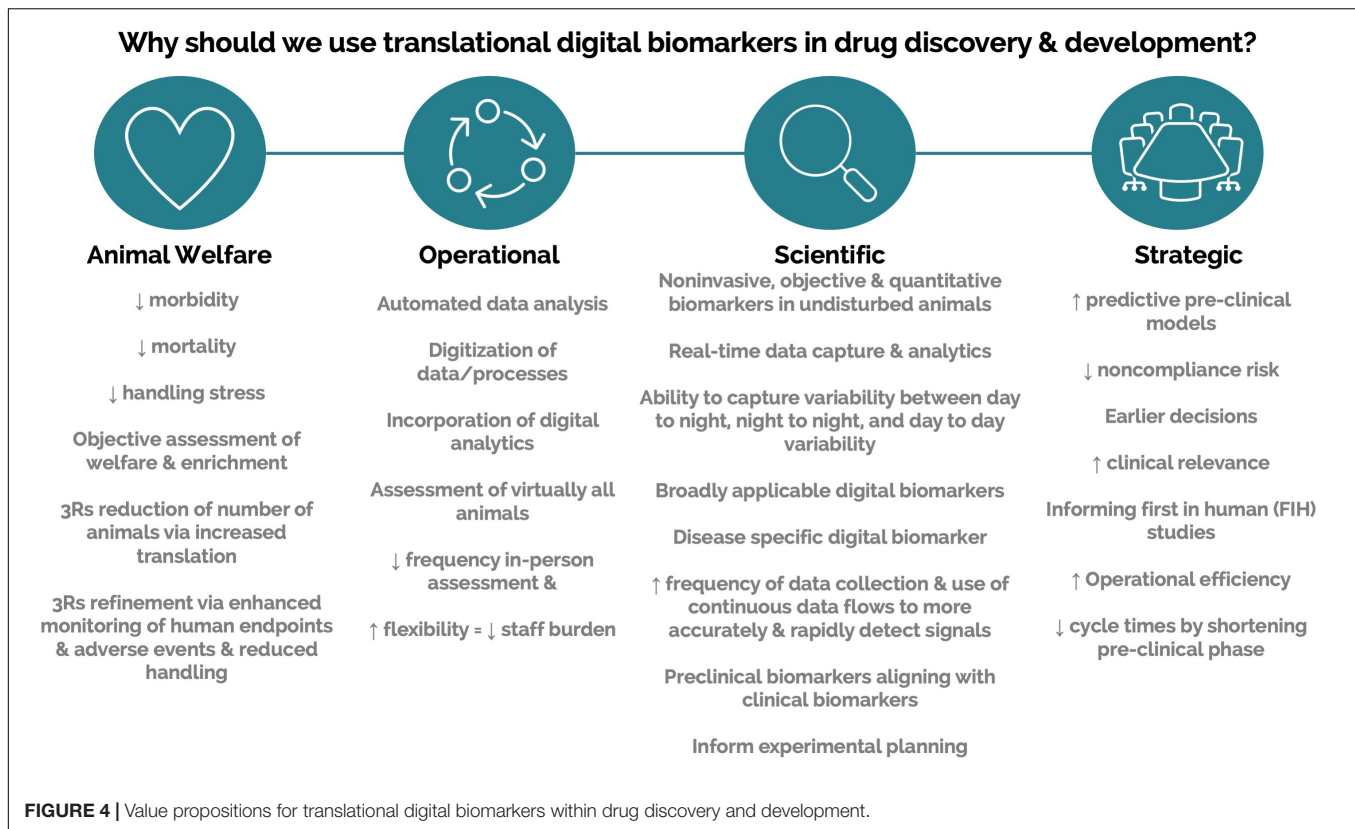 Why should we use translational digital biomarkers in drug discovery & development?
Animal Welfare
↓ morbidity
↓ mortality
↓ handling stress
Objective assessment of
welfare & enrichment
3Rs reduction of number of
animals via increased
translation
3Rs refinement via enhanced
monitoring of human endpoints
& adverse events & reduced
handling
Operational
Automated data analysis
Digitization of
data/processes
Incorporation of digital
analytics
Assessment of virtually all
animals
↓ frequency in-person
assessment &
↑ flexibility = ↓ staff burden
Scientific
Noninvasive, objective & quantitative
biomarkers in undisturbed animals
Real-time data capture & analytics
Ability to capture variability between day
to night, night to night, and day to day
variability
Broadly applicable digital biomarkers
Disease specific digital biomarker
↑ frequency of data collection & use of
continuous data flows to more
accurately & rapidly detect signals
Preclinical biomarkers aligning with
clinical biomarkers
Inform experimental planning
Strategic
↑ predictive pre-clinical
models
↓ noncompliance risk
Earlier decisions
↑ clinical relevance
Informing first in human (FIH)
studies
↑ Operational efficiency
↓ cycle times by shortening
pre-clinical phase
FIGURE 4 | Value propositions for translational digital biomarkers within drug discovery and development.